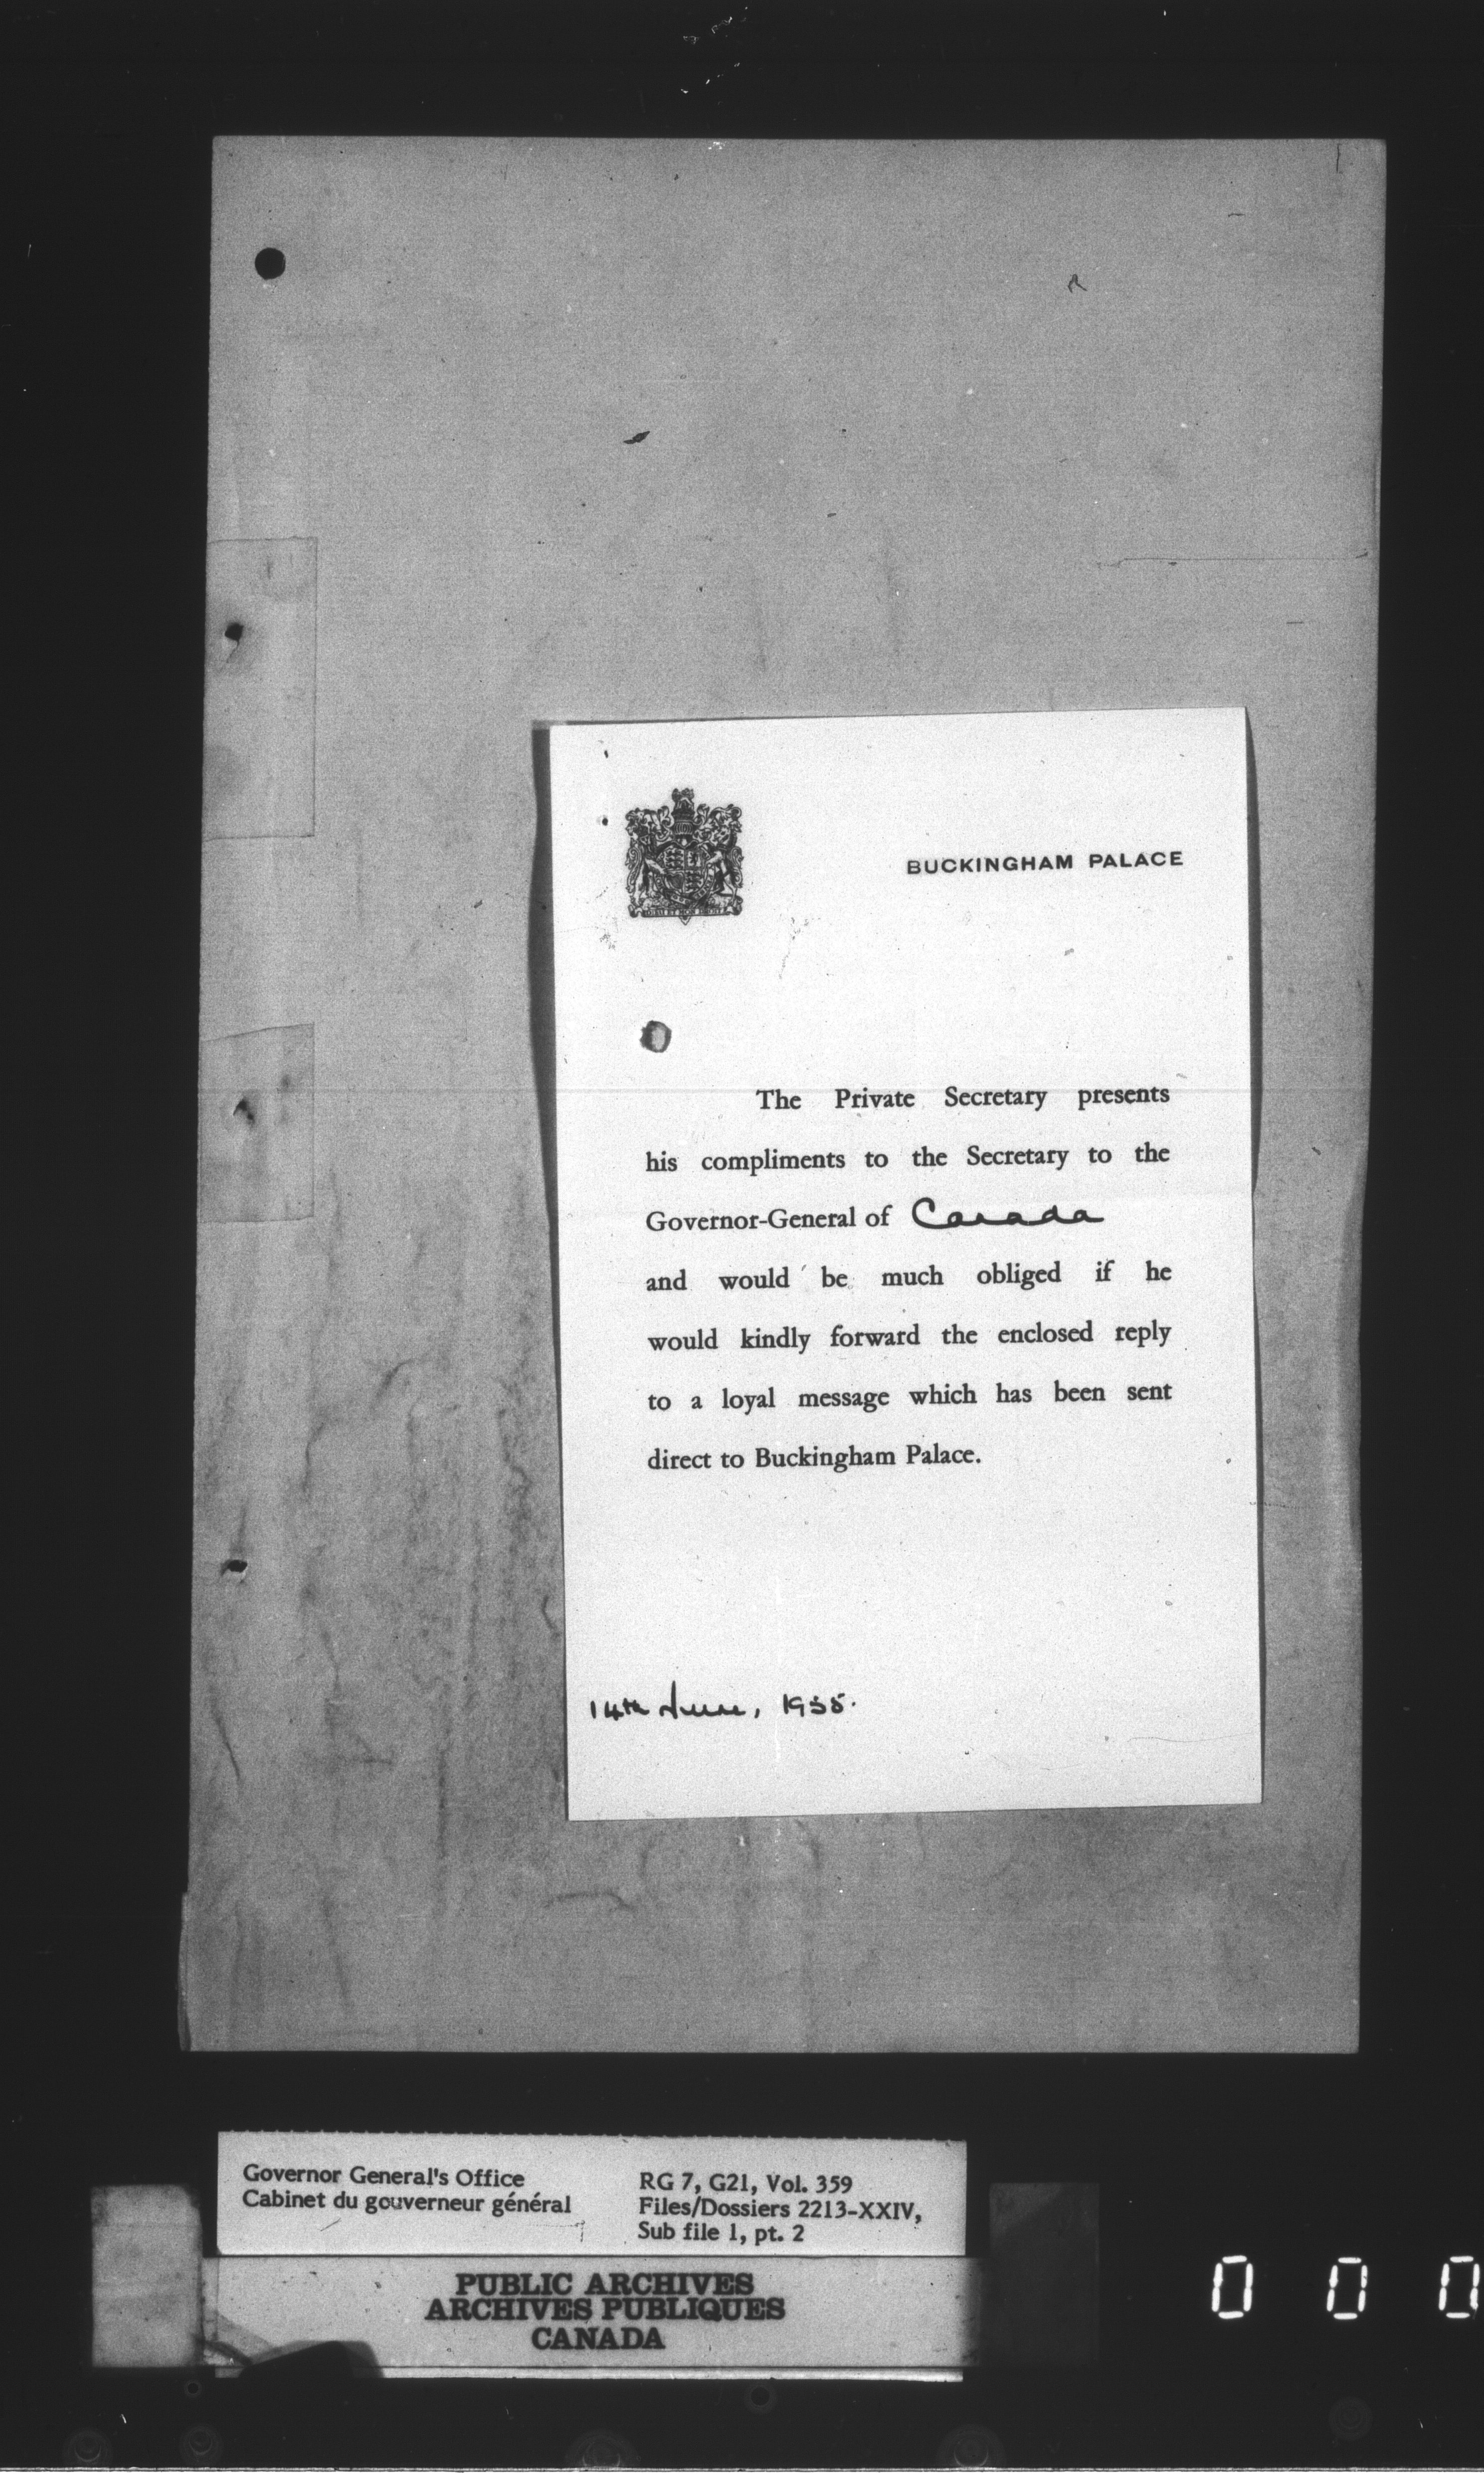 BUCKINGHAM PALACE
The Private Secretary presents
his compliments to the Secretary to the
Governor-General of Canada
and would be much obliged if he
would kindly forward the enclosed reply
to a loyal message which has been sent
direct to Buckingham Palace.
14th June, 1955.
Governor General's Office
Cabinet du gouverneur général
RG 7, G21, Vol. 359
Files/Dossiers 2213-XXIV,
Sub file 1, pt. 2
PUBLIC ARCHIVES
ARCHIVES PUBLIQUES
CANADA
0 0 0